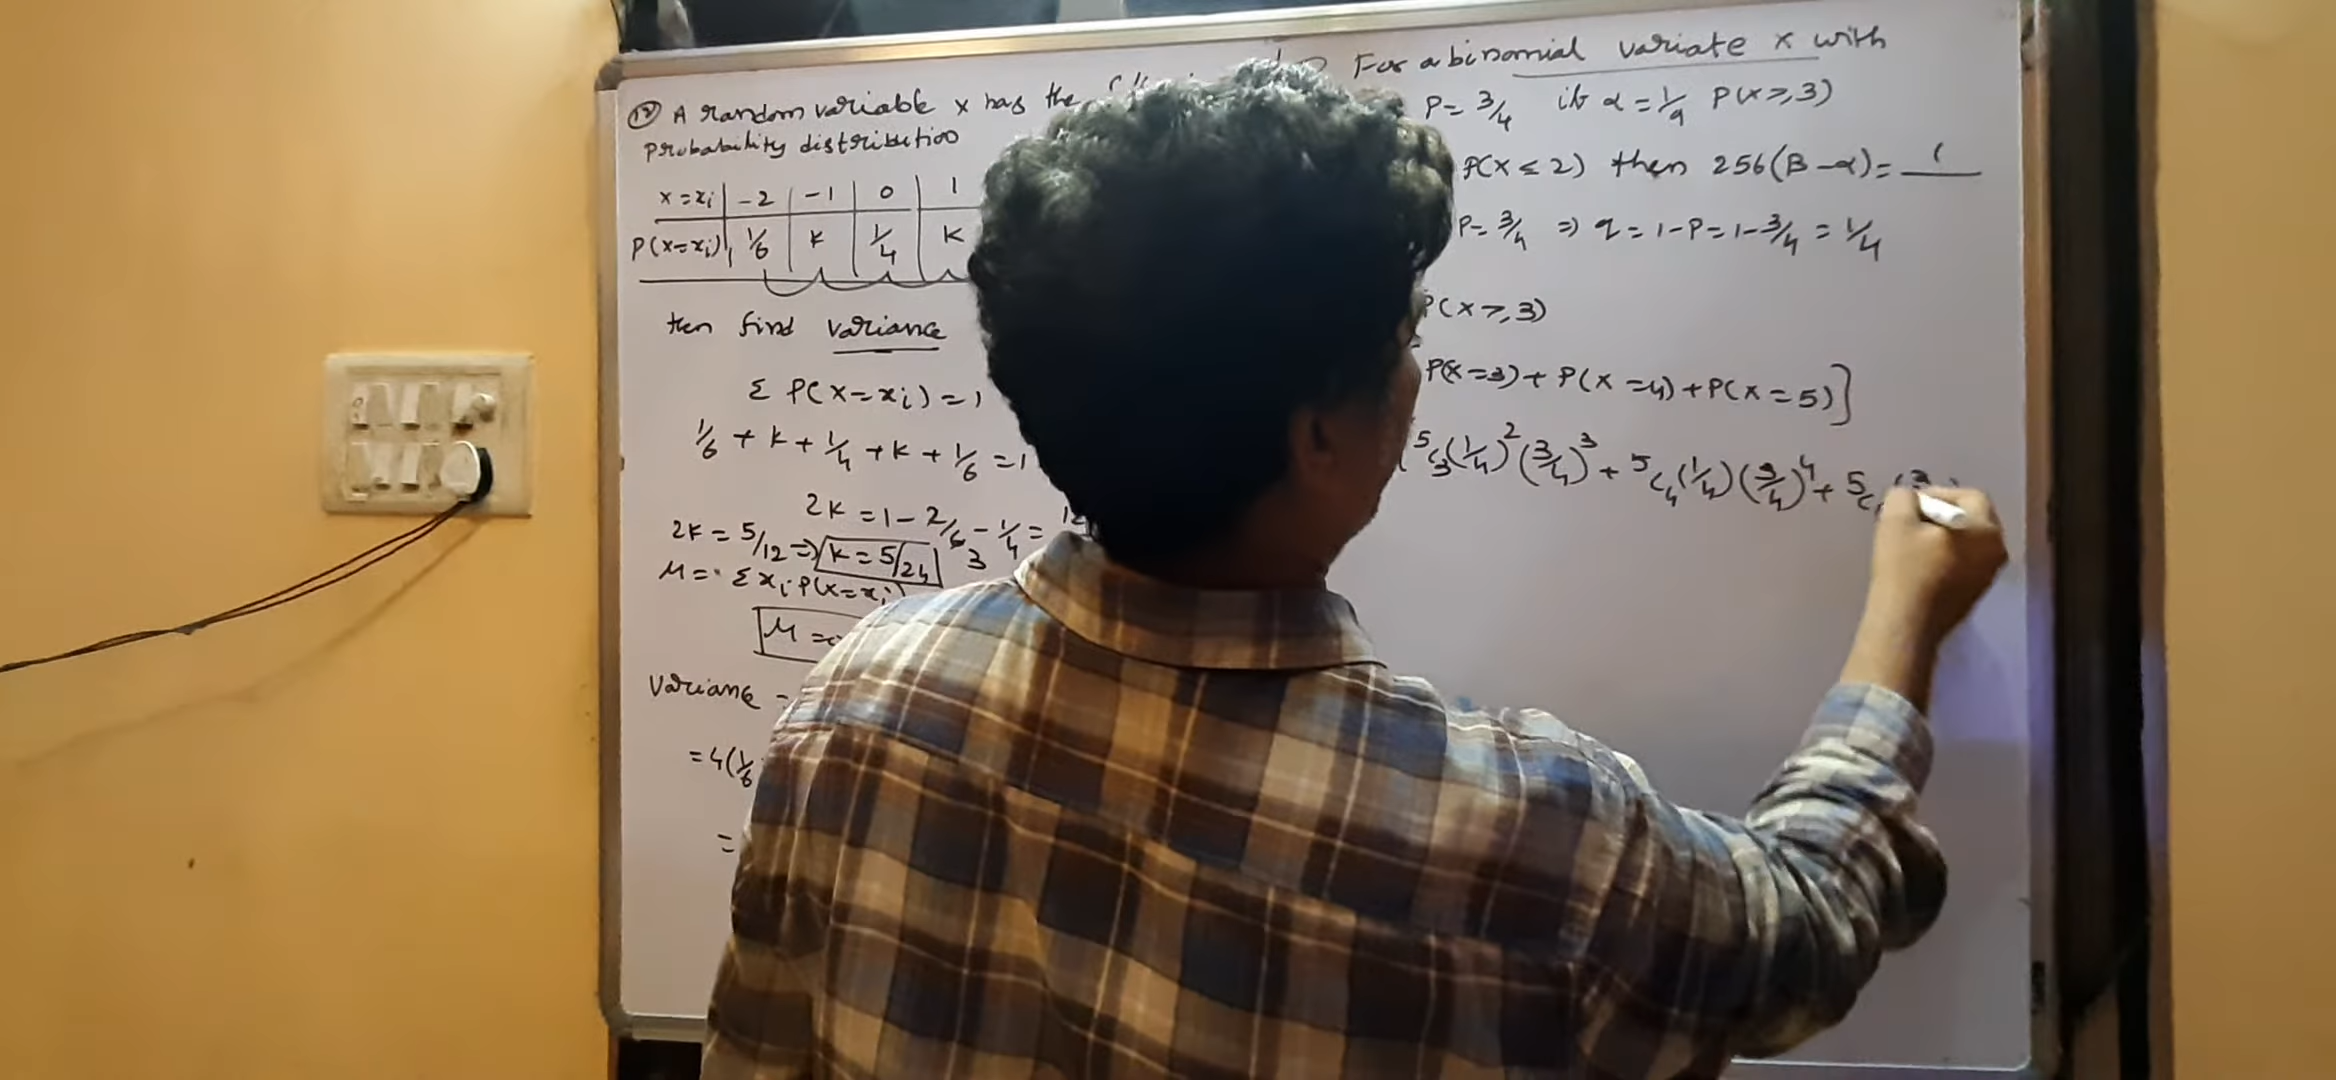 ⑫ A random variable x has the
probability distribution
x = xi | -2 | -1 | 0 | 1
P(x=xi) | 1/6 | K | 1/4 | K
then find variance
Σ P(x=xi) = 1
1/6 + K + 1/4 + K + 1/6 = 1
2K = 1 - 2/6 - 1/4 =
3
2K = 5/12 ⇒ K = 5/24
μ = Σ xi P(x=xi)
μ =
Variance =
= 4(1/6
=
For a binomial variate x with
P = 3/4 if α = 1/9 P(x ≥ 3)
P(x ≤ 2) then 256(β - α) =
P = 3/4 ⇒ q = 1 - P = 1 - 3/4 = 1/4
P(x ≥ 3)
P(x = 3) + P(x = 4) + P(x = 5)]
5C3 (1/4)^2 (3/4)^3 + 5C4 (1/4) (3/4)^4 + 5C